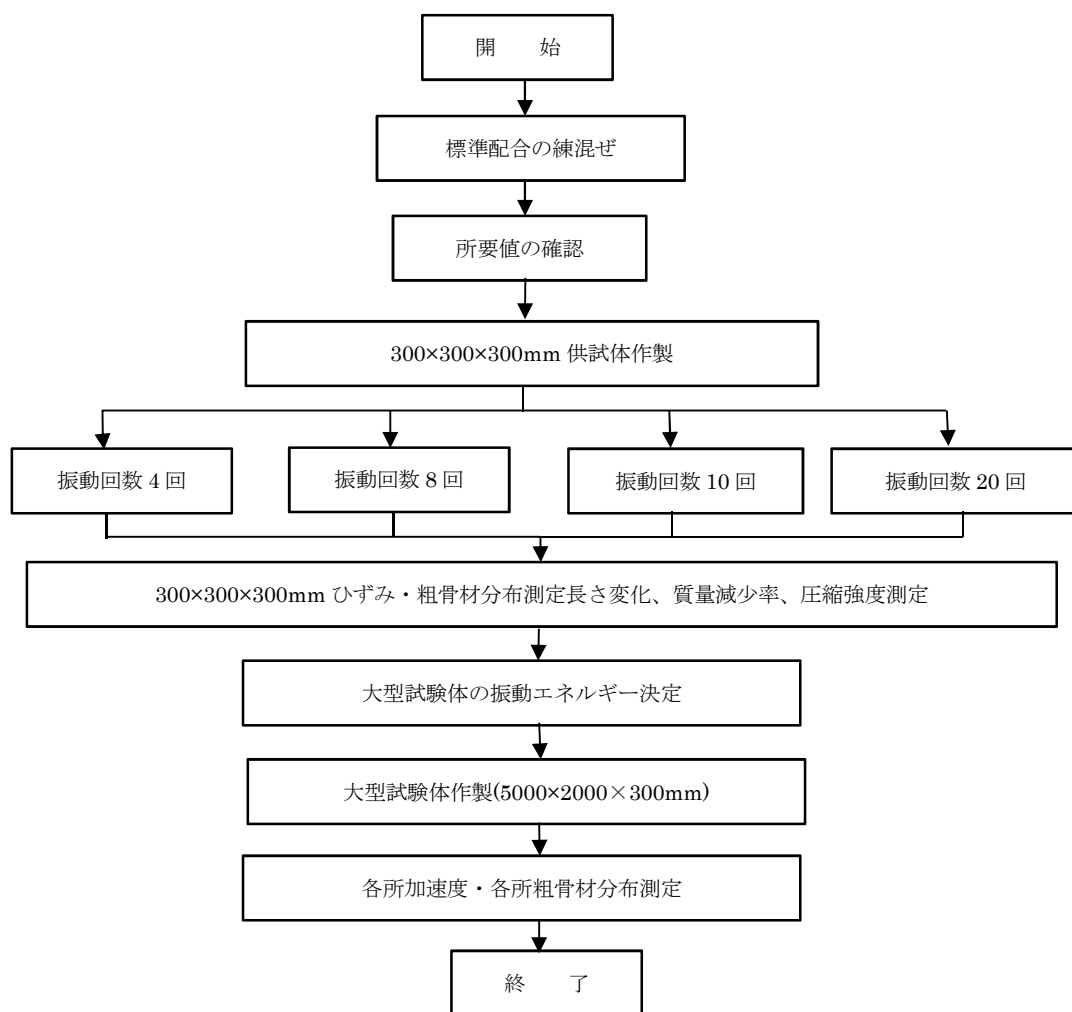 開　　始
標準配合の練混ぜ
所要値の確認
300×300×300mm 供試体作製
振動回数 4 回
振動回数 8 回
振動回数 10 回
振動回数 20 回
300×300×300mm ひずみ・粗骨材分布測定長さ変化、質量減少率、圧縮強度測定
大型試験体の振動エネルギー決定
大型試験体作製(5000×2000×300mm)
各所加速度・各所粗骨材分布測定
終　　了